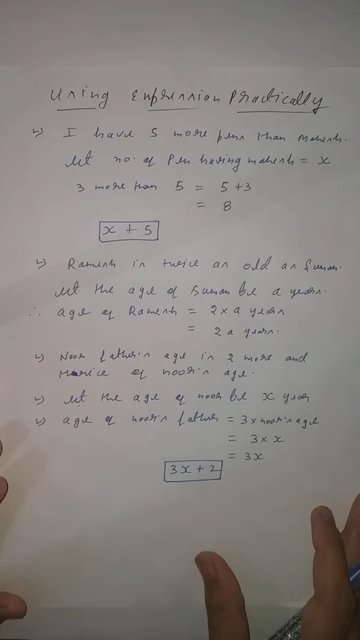 Using Expression Practically
↳ I have 5 more pens than Mahesh.
let no. of Pen having mahesh = x
3 more than 5 = 5+3
= 8
x + 5
↳ Ramesh is twice as old as Suman.
let the age of suman be a years.
∴ age of Ramesh = 2 x a years
= 2 a years.
↳ Noor father's age is 2 more and
thrice of noor's age.
↳ let the age of noor be x years
↳ age of noor's father = 3 x noor's age
= 3 x x
= 3x
3x + 2